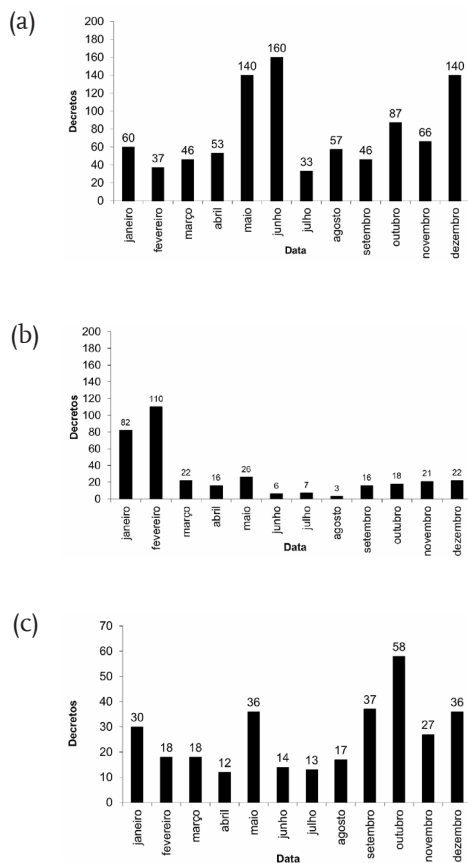 (a)
200
180
160
140
120
100
80
60
40
20
0
Decretos
60
37
46
53
140
160
33
57
46
87
66
140
janeiro
fevereiro
março
abril
maio
junho
julho
agosto
setembro
outubro
novembro
dezembro
Data
(b)
200
180
160
140
120
100
80
60
40
20
0
Decretos
82
110
22
16
26
6
7
3
16
18
21
22
janeiro
fevereiro
março
abril
maio
junho
julho
agosto
setembro
outubro
novembro
dezembro
Data
(c)
70
60
50
40
30
20
10
0
Decretos
30
18
18
12
36
14
13
17
37
58
27
36
janeiro
fevereiro
março
abril
maio
junho
julho
agosto
setembro
outubro
novembro
dezembro
Data